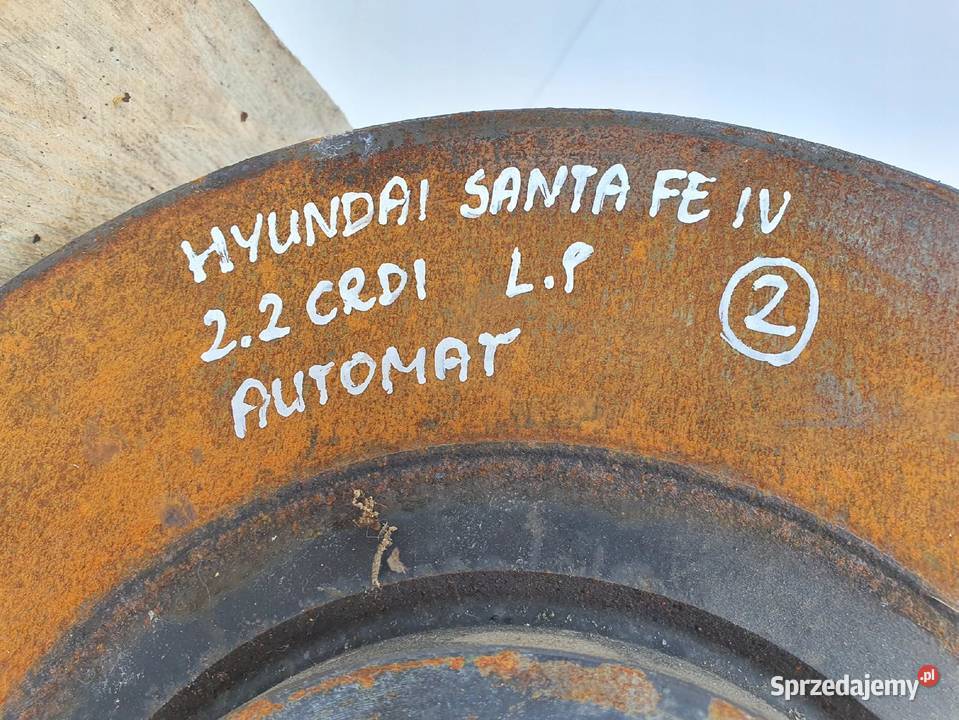 HYUNDAI SANTA FE IV
2.2 CRDI L.P 2
AUTOMAT
Sprzedajemy.pl